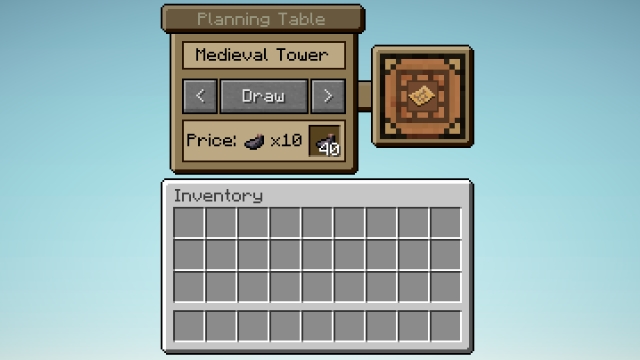 Planning Table
Medieval Tower
< Draw >
Price: x10 40
Inventory